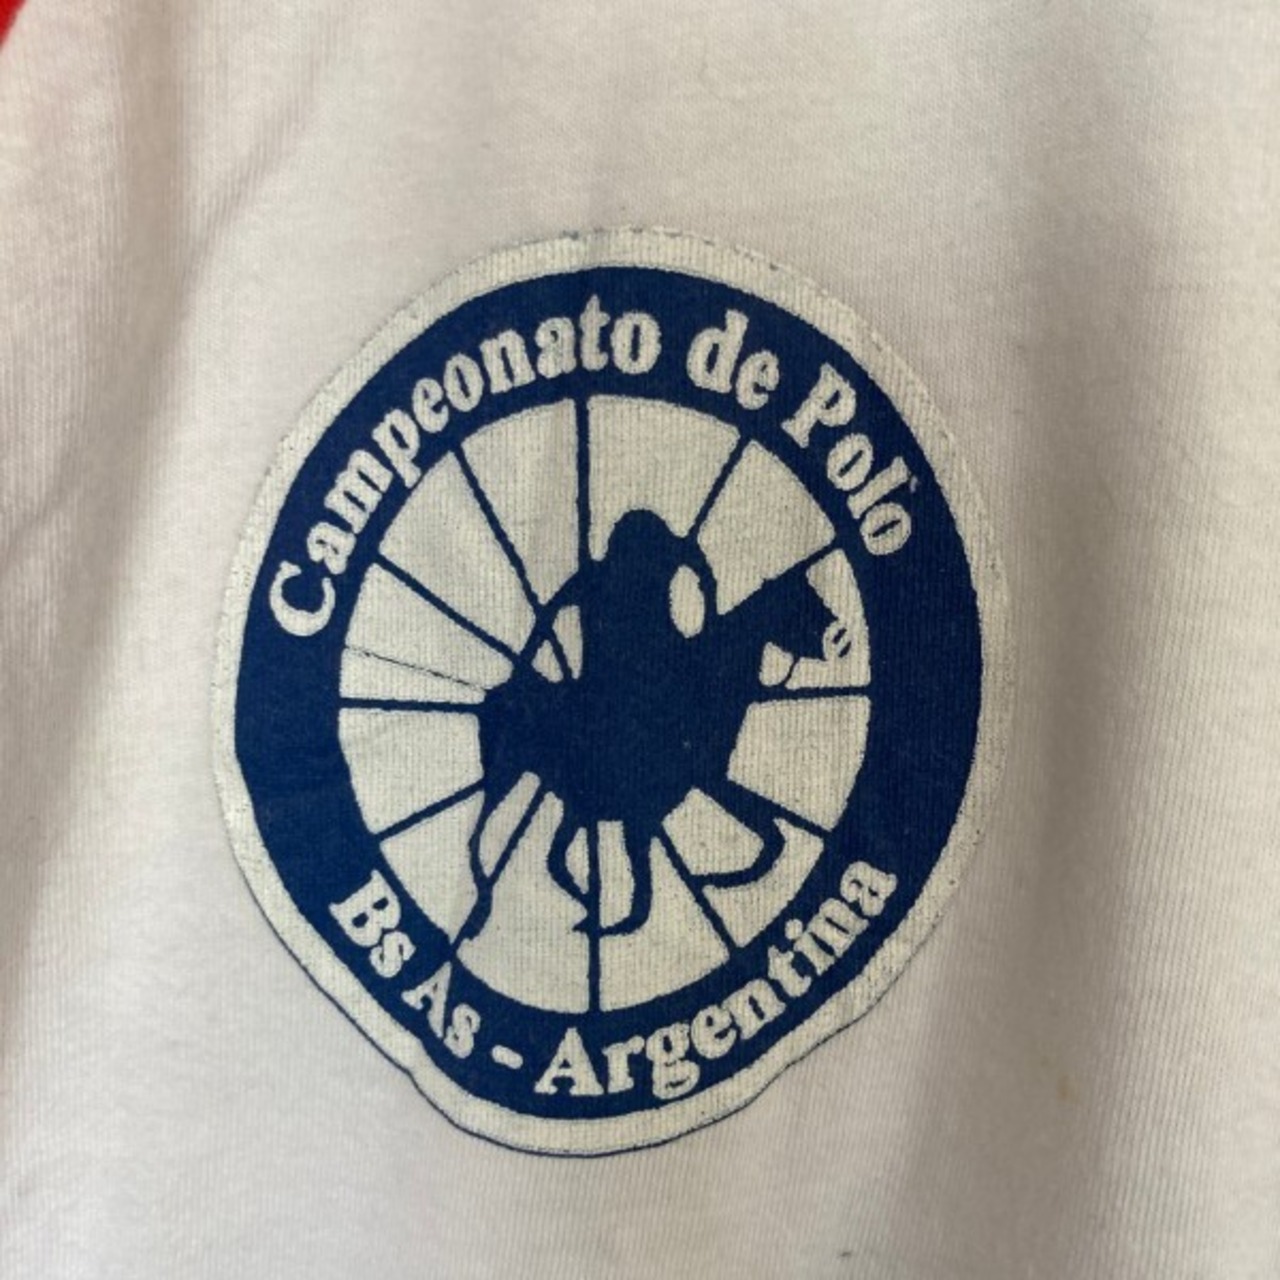 Campeonato de Polo
Bs As - Argentina